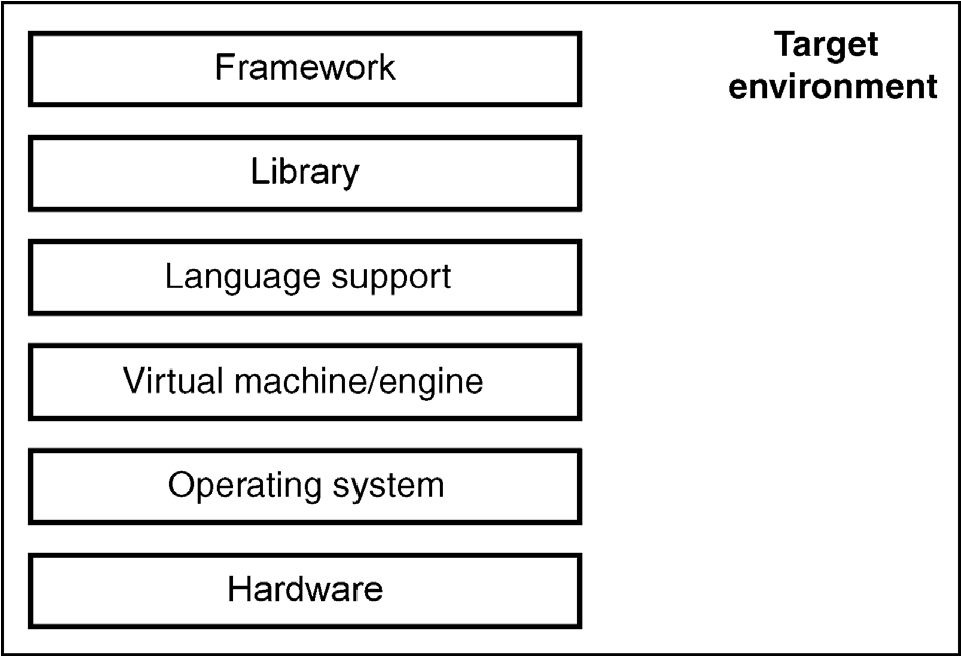 Framework
Target
environment
Library
Language support
Virtual machine/engine
Operating system
Hardware